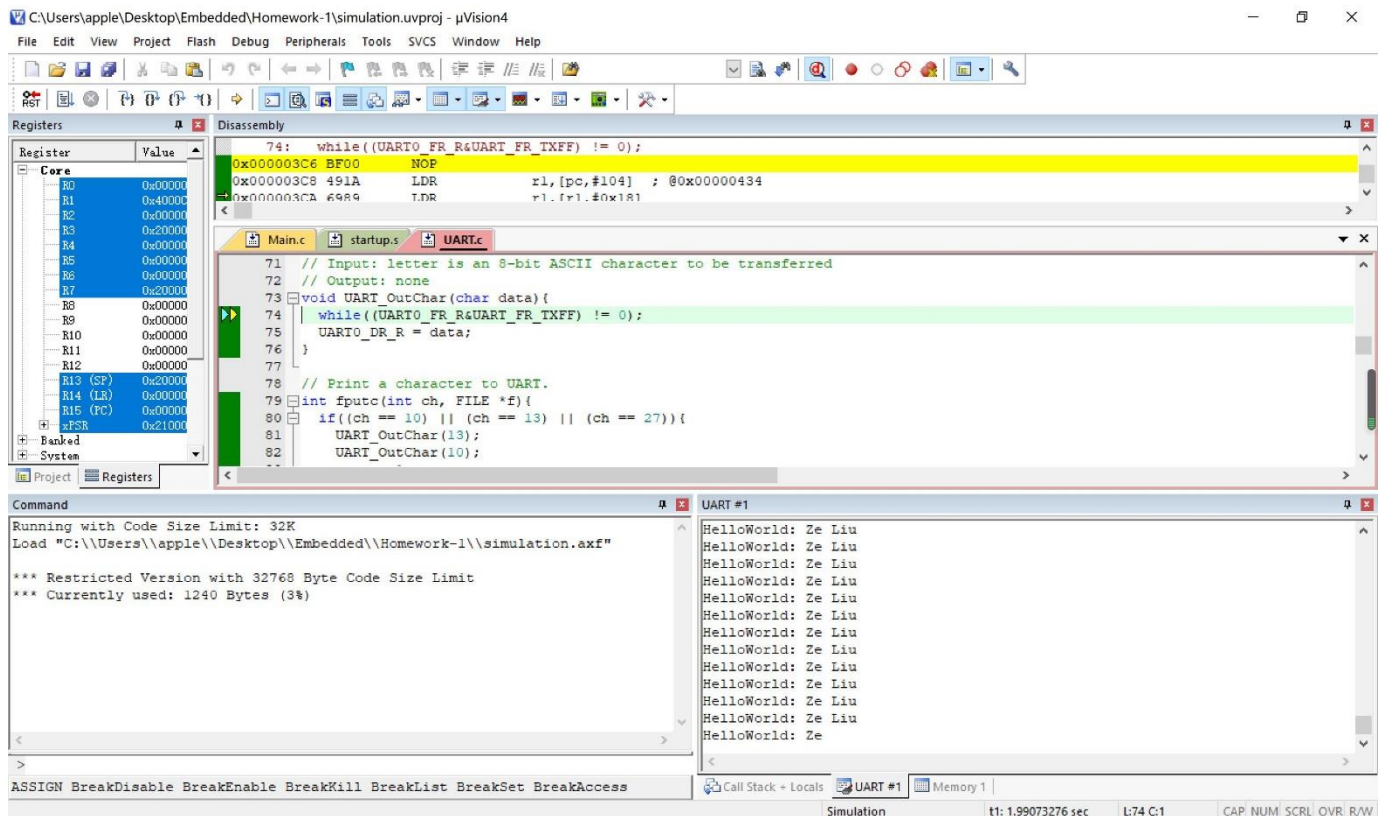 C:\Users\apple\Desktop\Embedded\Homework-1\simulation.uvproj - µVision4
File Edit View Project Flash Debug Peripherals Tools SVCS Window Help
RST
Registers
Register Value
Core
R0 0x00000
R1 0x4000C
R2 0x00000
R3 0x20000
R4 0x00000
R5 0x00000
R6 0x00000
R7 0x20000
R8 0x00000
R9 0x00000
R10 0x00000
R11 0x00000
R12 0x00000
R13 (SP) 0x20000
R14 (LR) 0x00000
R15 (PC) 0x00000
xPSR 0x21000
Banked
System
Project Registers
Disassembly
74: while((UART0_FR_R&UART_FR_TXFF) != 0);
0x000003C6 BF00 NOP
0x000003C8 491A LDR r1,[pc,#104] ; @0x00000434
0x000003CA 6989 LDR r1,[r1,#0x18]
Main.c startup.s UART.c
71 // Input: letter is an 8-bit ASCII character to be transferred
72 // Output: none
73 void UART_OutChar(char data){
74 while((UART0_FR_R&UART_FR_TXFF) != 0);
75 UART0_DR_R = data;
76 }
77
78 // Print a character to UART.
79 int fputc(int ch, FILE *f){
80 if((ch == 10) || (ch == 13) || (ch == 27)){
81 UART_OutChar(13);
82 UART_OutChar(10);
Command
Running with Code Size Limit: 32K
Load "C:\\Users\\apple\\Desktop\\Embedded\\Homework-1\\simulation.axf"
*** Restricted Version with 32768 Byte Code Size Limit
*** Currently used: 1240 Bytes (3%)
>
ASSIGN BreakDisable BreakEnable BreakKill BreakList BreakSet BreakAccess
UART #1
HelloWorld: Ze Liu
HelloWorld: Ze Liu
HelloWorld: Ze Liu
HelloWorld: Ze Liu
HelloWorld: Ze Liu
HelloWorld: Ze Liu
HelloWorld: Ze Liu
HelloWorld: Ze Liu
HelloWorld: Ze Liu
HelloWorld: Ze Liu
HelloWorld: Ze Liu
HelloWorld: Ze Liu
HelloWorld: Ze
Call Stack + Locals UART #1 Memory 1
Simulation t1: 1.99073276 sec L:74 C:1 CAP NUM SCRL OVR R/W